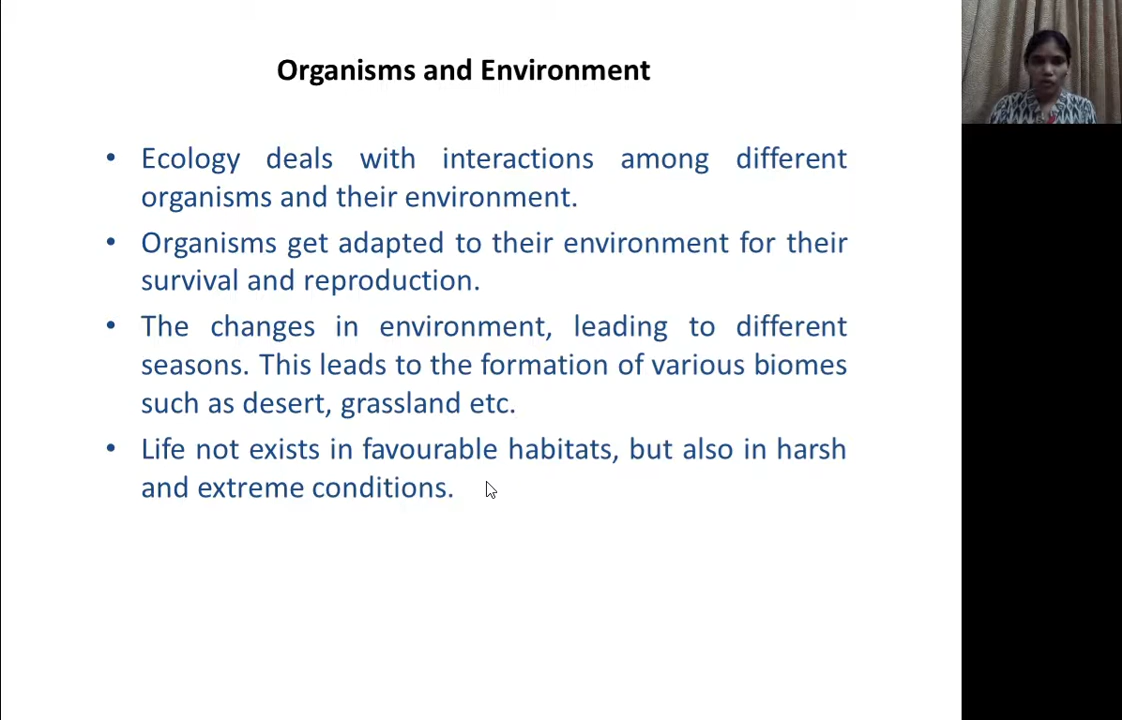 Organisms and Environment
• Ecology deals with interactions among different
organisms and their environment.
• Organisms get adapted to their environment for their
survival and reproduction.
• The changes in environment, leading to different
seasons. This leads to the formation of various biomes
such as desert, grassland etc.
• Life not exists in favourable habitats, but also in harsh
and extreme conditions.